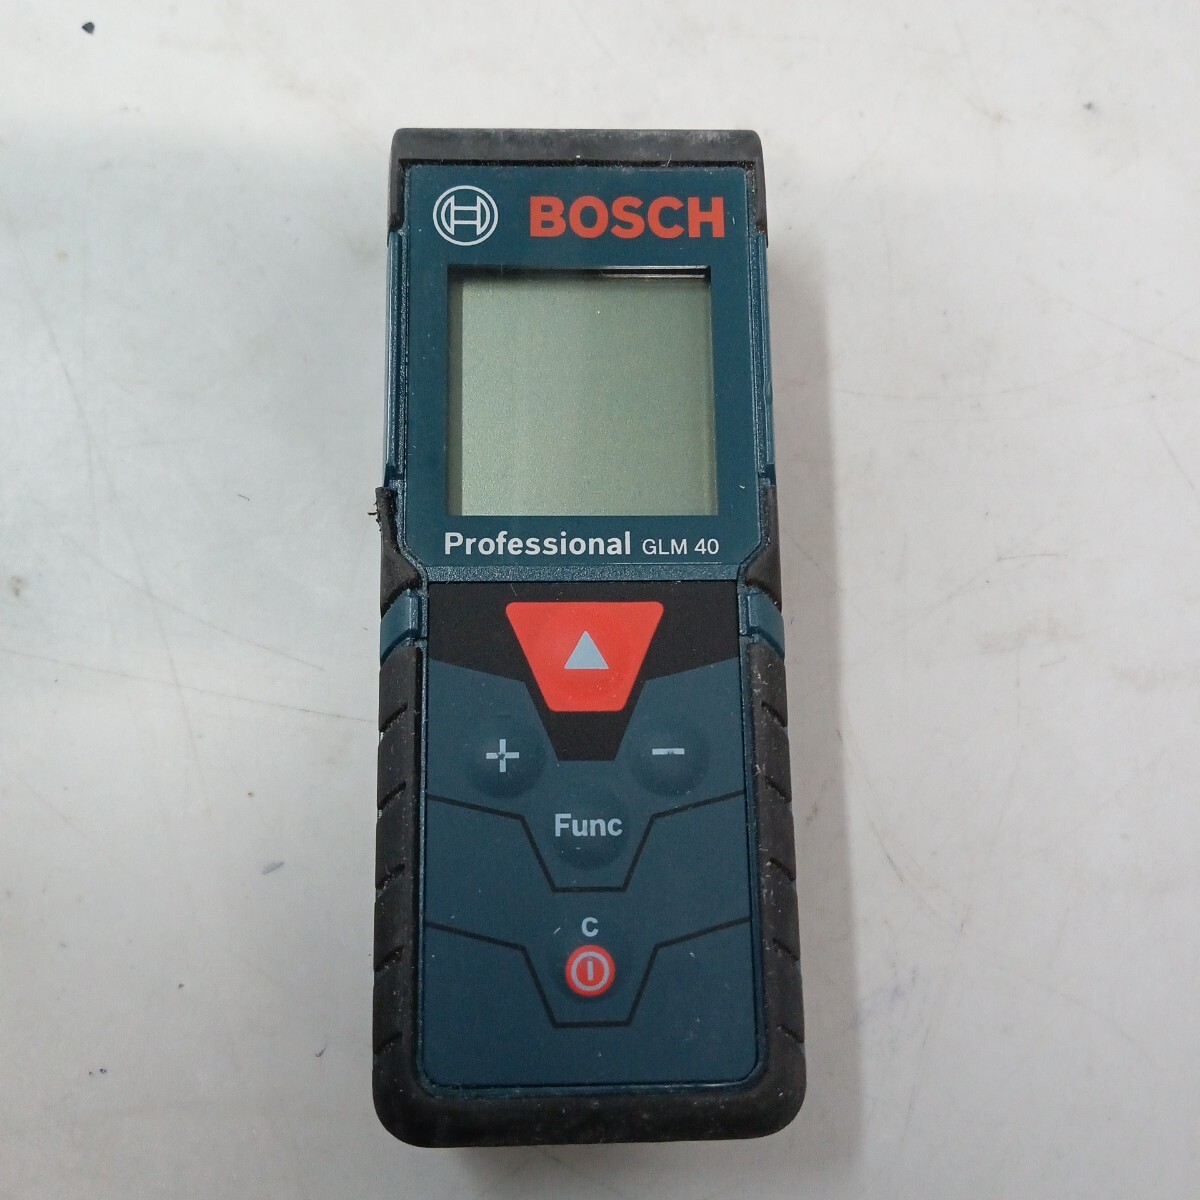 BOSCH
Professional GLM 40
+ −
Func
C